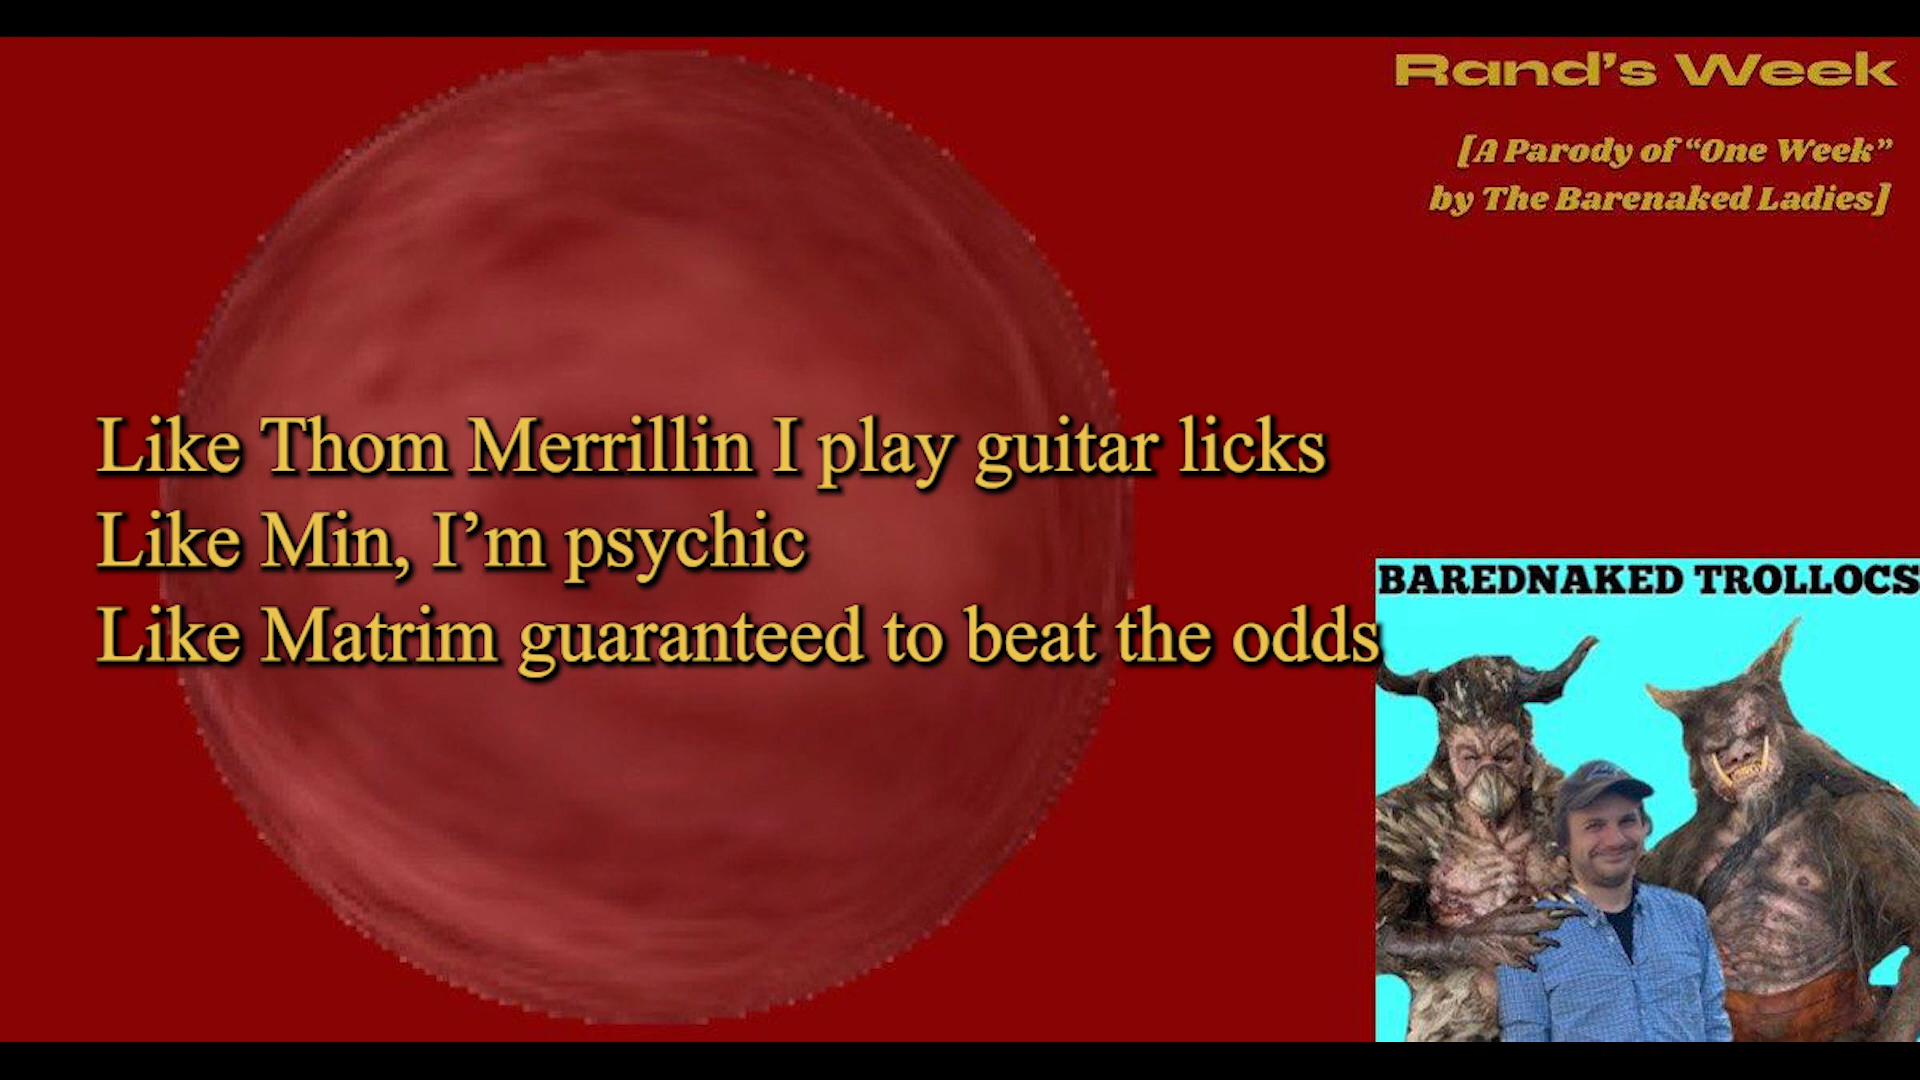 Rand's Week
[A Parody of “One Week”
by The Barenaked Ladies]
Like Thom Merrillin I play guitar licks
Like Min, I’m psychic
Like Matrim guaranteed to beat the odds
BAREDNAKED TROLLOCS